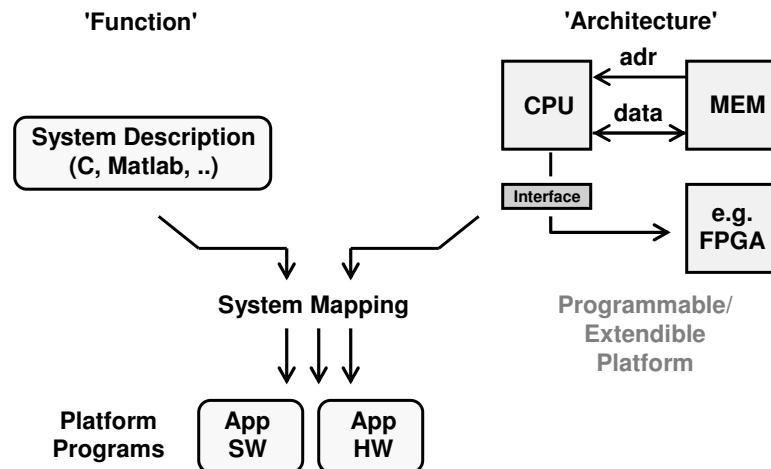 'Function'
'Architecture'
adr
CPU
MEM
data
System Description
(C, Matlab, ..)
Interface
e.g.
FPGA
System Mapping
Programmable/
Extendible
Platform
Platform
Programs
App
SW
App
HW